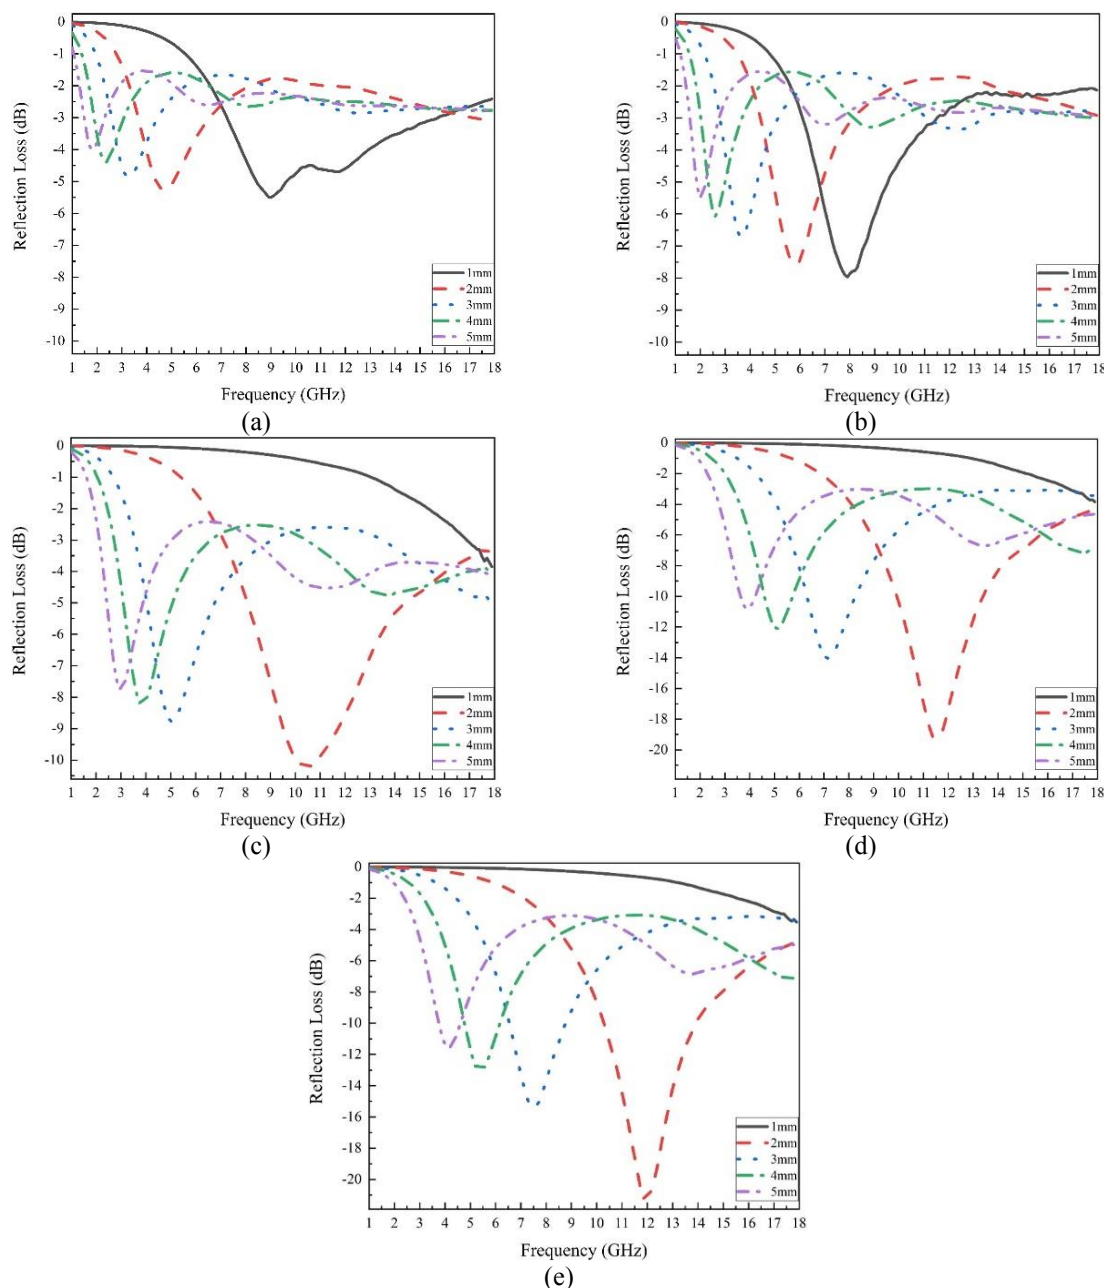 0
-1
-2
-3
-4
-5
-6
-7
-8
-9
-10
Reflection Loss (dB)
1mm
2mm
3mm
4mm
5mm
1 2 3 4 5 6 7 8 9 10 11 12 13 14 15 16 17 18
Frequency (GHz)
(a)
0
-1
-2
-3
-4
-5
-6
-7
-8
-9
-10
Reflection Loss (dB)
1mm
2mm
3mm
4mm
5mm
1 2 3 4 5 6 7 8 9 10 11 12 13 14 15 16 17 18
Frequency (GHz)
(b)
0
-1
-2
-3
-4
-5
-6
-7
-8
-9
-10
Reflection Loss (dB)
1mm
2mm
3mm
4mm
5mm
1 2 3 4 5 6 7 8 9 10 11 12 13 14 15 16 17 18
Frequency (GHz)
(c)
0
-2
-4
-6
-8
-10
-12
-14
-16
-18
-20
Reflection Loss (dB)
1mm
2mm
3mm
4mm
5mm
1 2 3 4 5 6 7 8 9 10 11 12 13 14 15 16 17 18
Frequency (GHz)
(d)
0
-2
-4
-6
-8
-10
-12
-14
-16
-18
-20
Reflection Loss (dB)
1mm
2mm
3mm
4mm
5mm
1 2 3 4 5 6 7 8 9 10 11 12 13 14 15 16 17 18
Frequency (GHz)
(e)